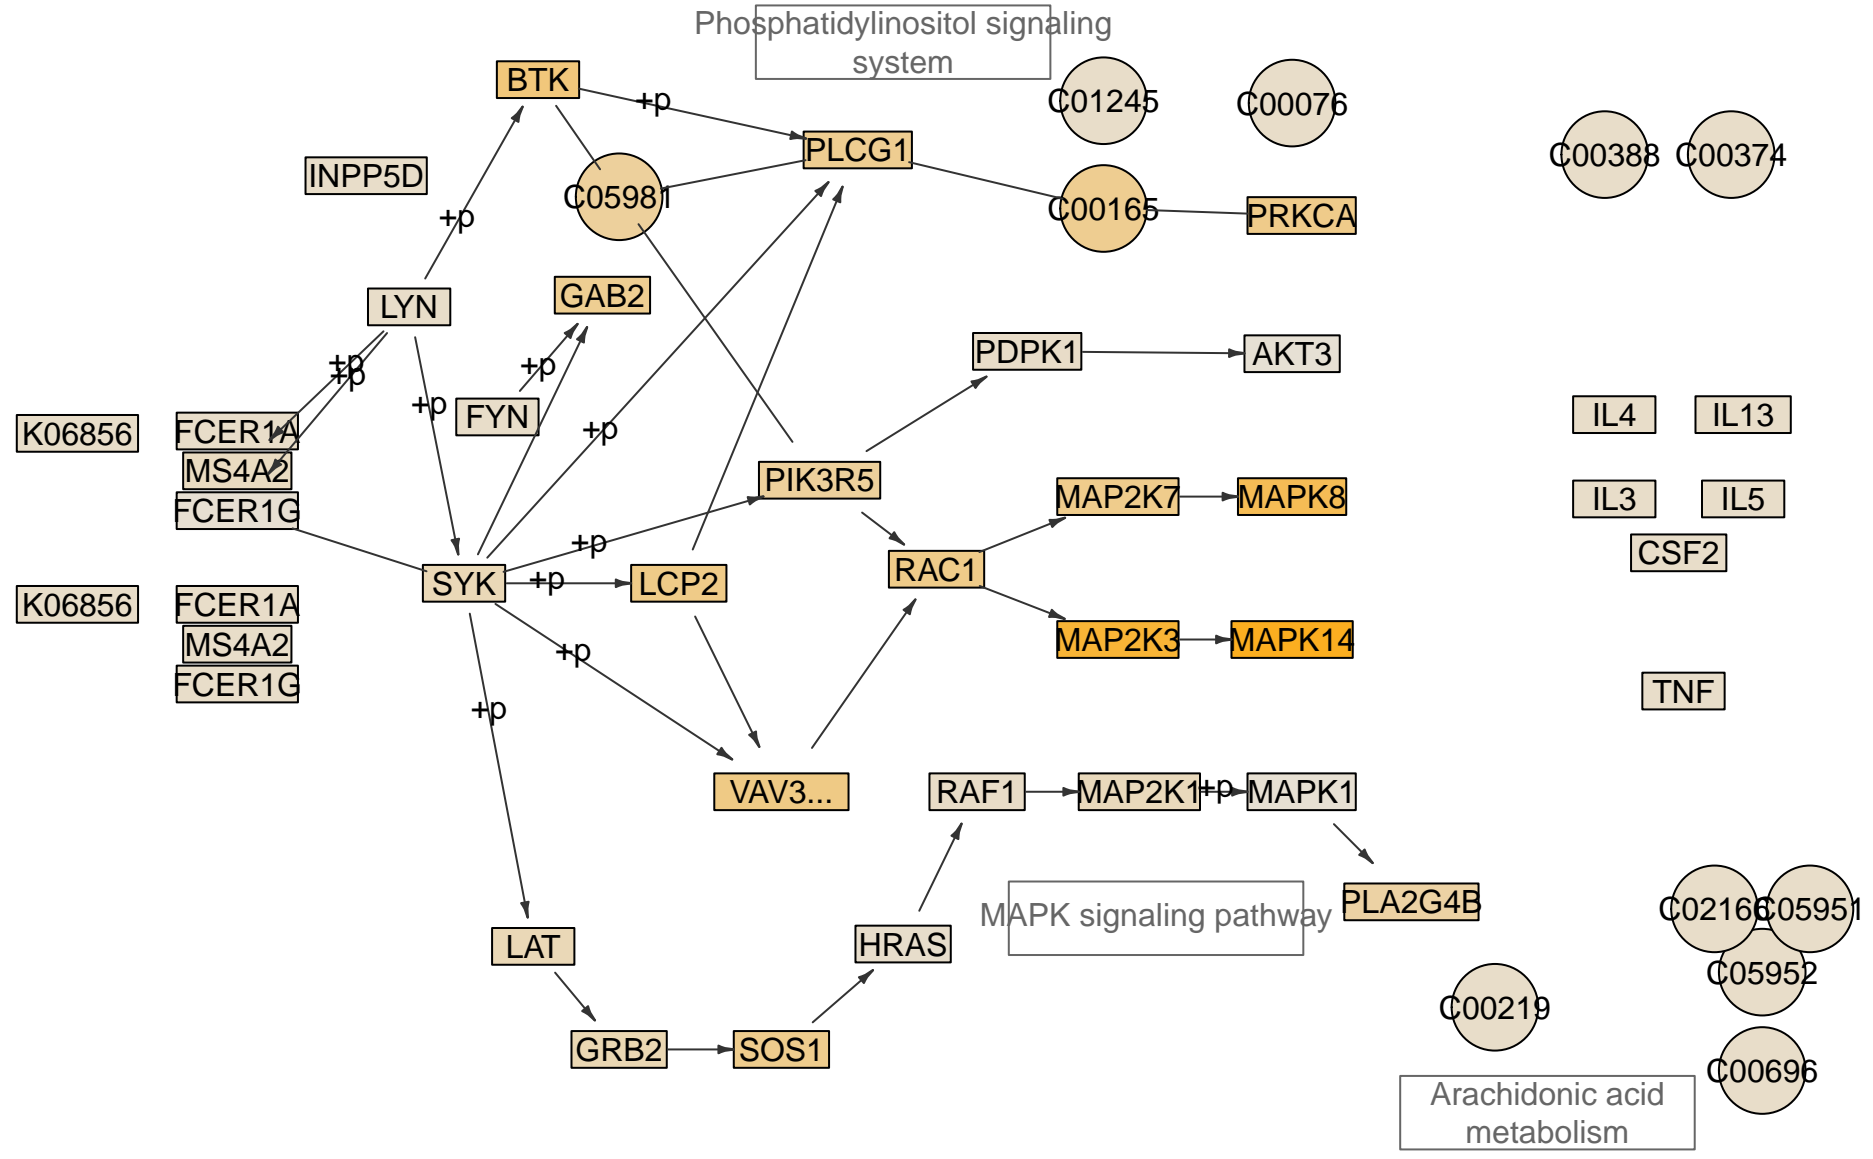 Phosphatidylinositol signaling
system
BTK
+p
C01245
C00076
PLCG1
C00388
C00374
INPP5D
C05981
C00165
PRKCA
+p
LYN
GAB2
+p
+p
+p
PDPK1
AKT3
+p
FYN
+p
K06856
FCER1A
IL4
IL13
MS4A2
PIK3R5
FCER1G
MAP2K7
MAPK8
IL3
IL5
+p
CSF2
SYK
+p
LCP2
RAC1
K06856
FCER1A
MS4A2
+p
MAP2K3
MAPK14
FCER1G
TNF
+p
VAV3...
RAF1
MAP2K1
+p
MAPK1
PLA2G4B
MAPK signaling pathway
C02166
C05951
LAT
HRAS
C05952
C00219
GRB2
SOS1
C00696
Arachidonic acid
metabolism